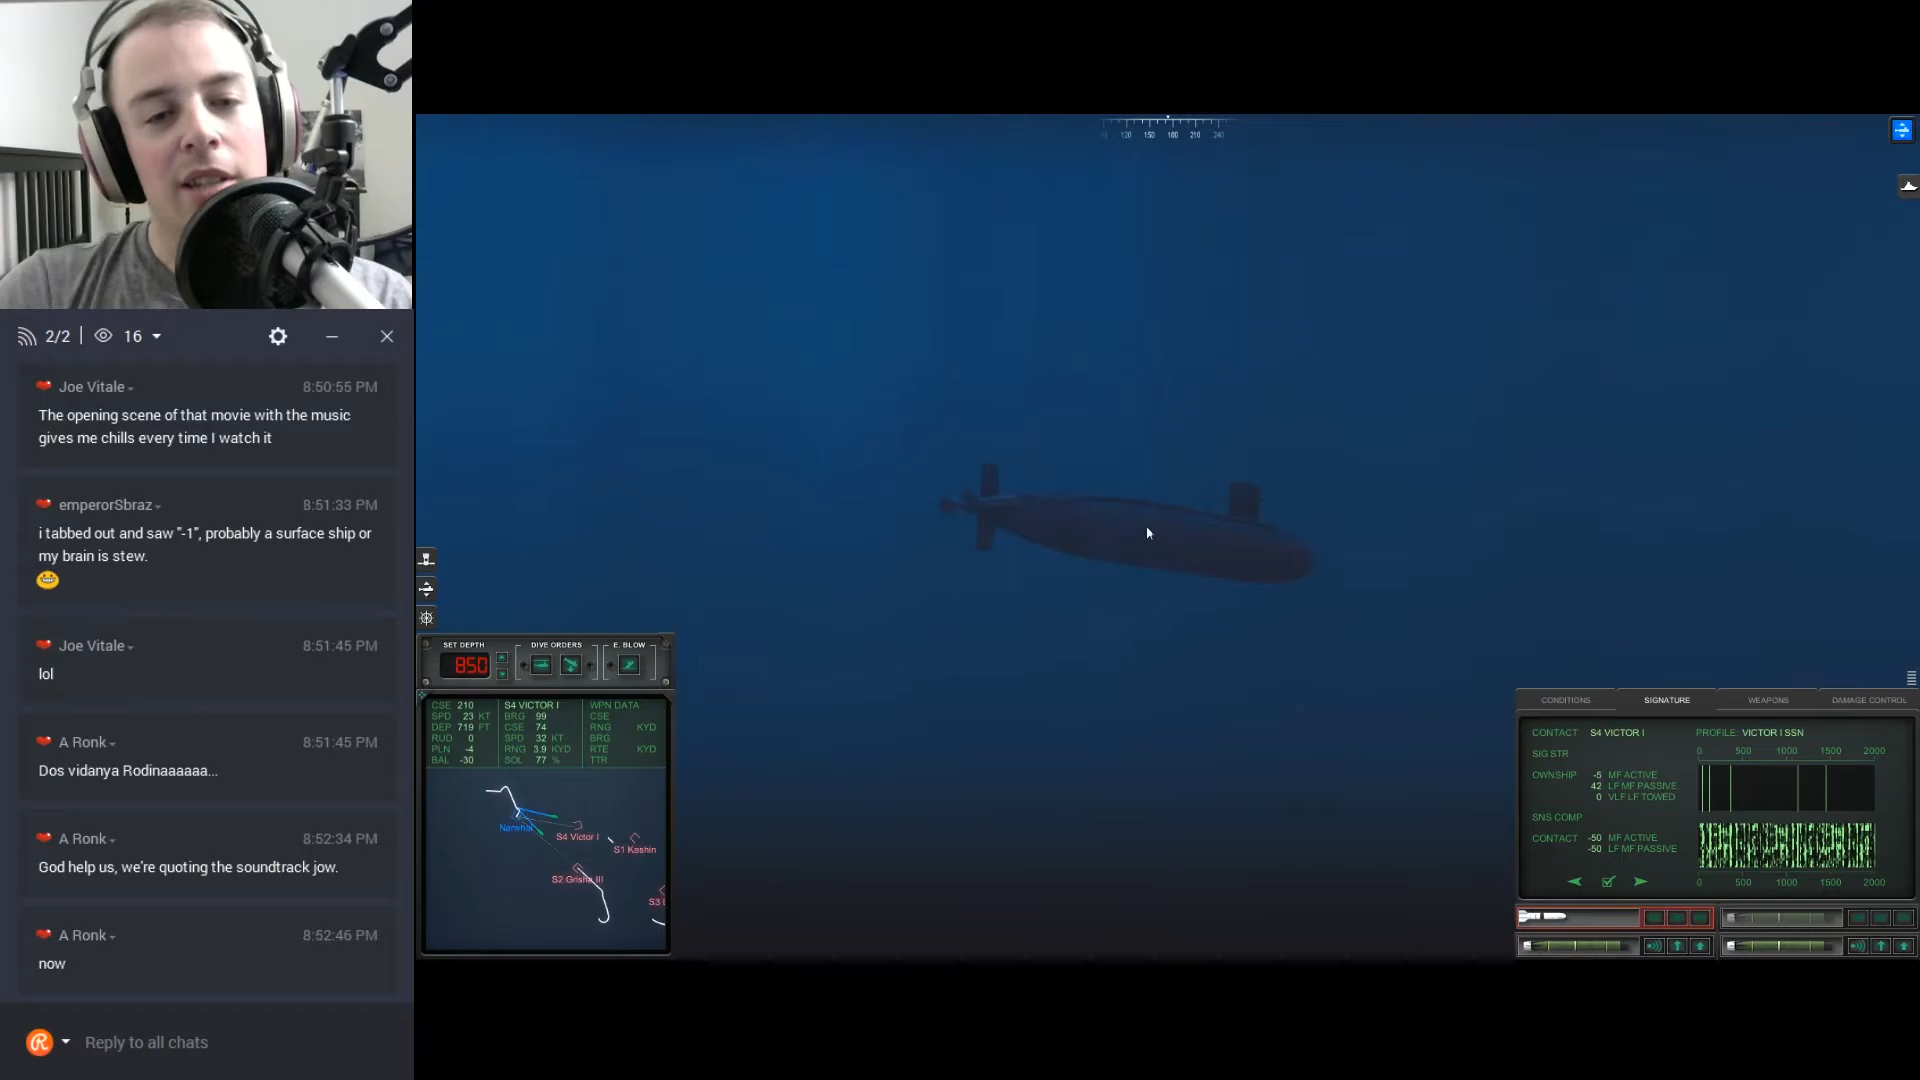 2/2 16
Joe Vitale 8:50:55 PM
The opening scene of that movie with the music
gives me chills every time I watch it
emperorSbraz 8:51:33 PM
i tabbed out and saw "-1", probably a surface ship or
my brain is stew.
Joe Vitale 8:51:45 PM
lol
A Ronk 8:51:45 PM
Dos vidanya Rodinaaaaaa...
A Ronk 8:52:34 PM
God help us, we're quoting the soundtrack jow.
A Ronk 8:52:46 PM
now
Reply to all chats
120 150 180 210 240
SET DEPTH DIVE ORDERS E. BLOW
850
CSE 210 S4 VICTOR I WPN DATA
SPD 23 KT BRG 99 CSE
DEP 719 FT CSE 74 RNG KYD
RUD 0 SPD 32 KT BRG
PLN -4 RNG 3.9 KYD RTE KYD
BAL -30 SOL 77 % TTR
Narwhal
S4 Victor I
S1 Kashin
S2 Grisha III
S3
CONDITIONS SIGNATURE WEAPONS DAMAGE CONTROL
CONTACT S4 VICTOR I PROFILE: VICTOR I SSN
SIG STR 0 500 1000 1500 2000
OWNSHIP -5 MF ACTIVE
42 LF MF PASSIVE
0 VLF LF TOWED
SNS COMP
CONTACT -50 MF ACTIVE
-50 LF MF PASSIVE
0 500 1000 1500 2000